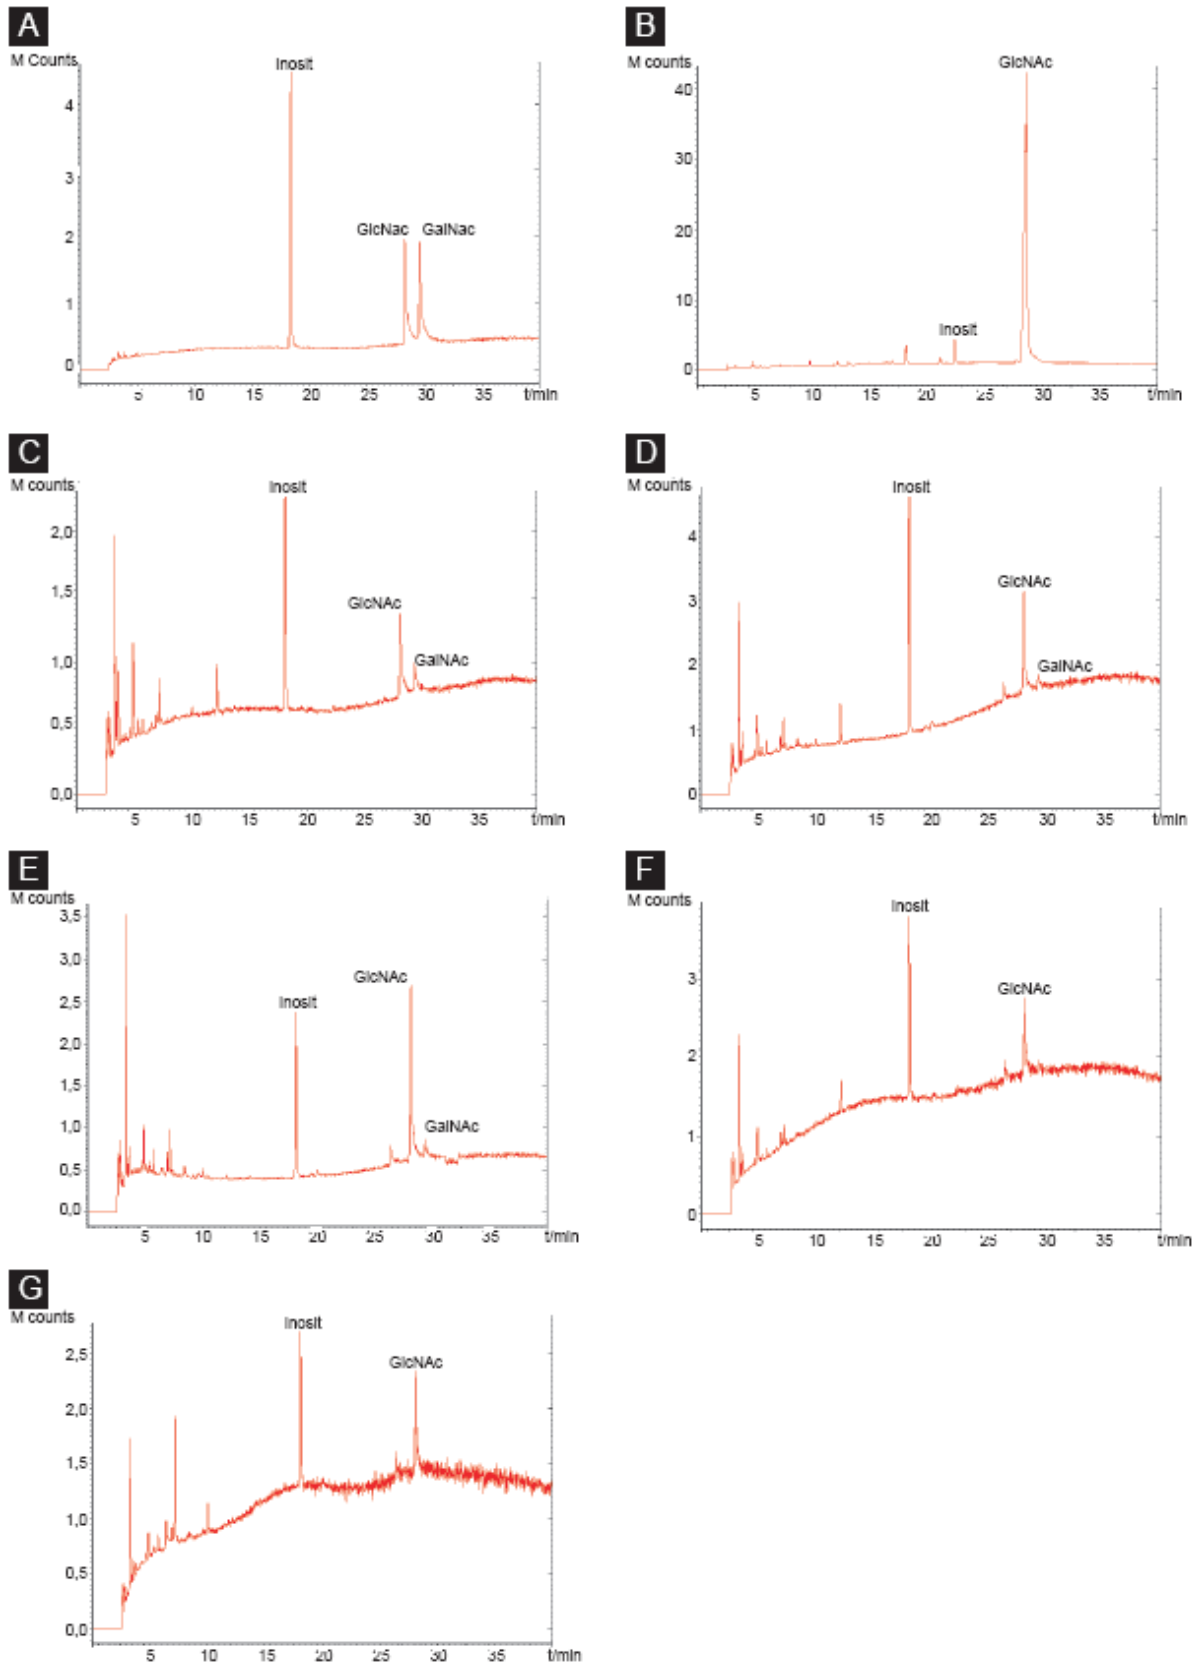 A
M Counts
Inosit
4
3
2
1
0
GlcNac GalNac
5 10 15 20 25 30 35 t/min
B
M counts
GlcNAc
40
30
20
10
0
Inosit
5 10 15 20 25 30 35 t/min
C
M counts
Inosit
2,0
1,5
1,0
0,5
0,0
GlcNAc
GalNAc
5 10 15 20 25 30 35 t/min
D
M counts
Inosit
4
3
2
1
0
GlcNAc
GalNAc
5 10 15 20 25 30 35 t/min
E
M counts
3,5
3,0
2,5
2,0
1,5
1,0
0,5
0,0
GlcNAc
Inosit
GalNAc
5 10 15 20 25 30 35 t/min
F
M counts
Inosit
3
2
1
0
GlcNAc
5 10 15 20 25 30 35 t/min
G
M counts
Inosit
2,5
2,0
1,5
1,0
0,5
0,0
GlcNAc
5 10 15 20 25 30 35 t/min